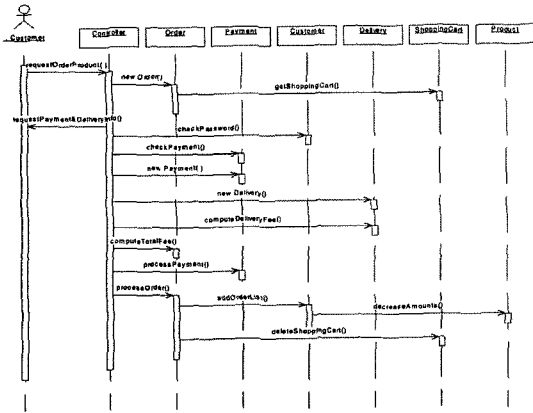 : Customer
Controller
Order
Payment
Customer
Delivery
ShoppingCart
Product
requestOrderProduct( )
new Order()
getShoppingCart()
requestPayment&DeliveryInfo()
checkPassword()
checkPayment()
new Payment( )
new Delivery()
computeDeliveryFee()
computeTotalFee()
processPayment()
processOrder()
addOrderList()
decreaseAmounts()
deleteShoppingCart()